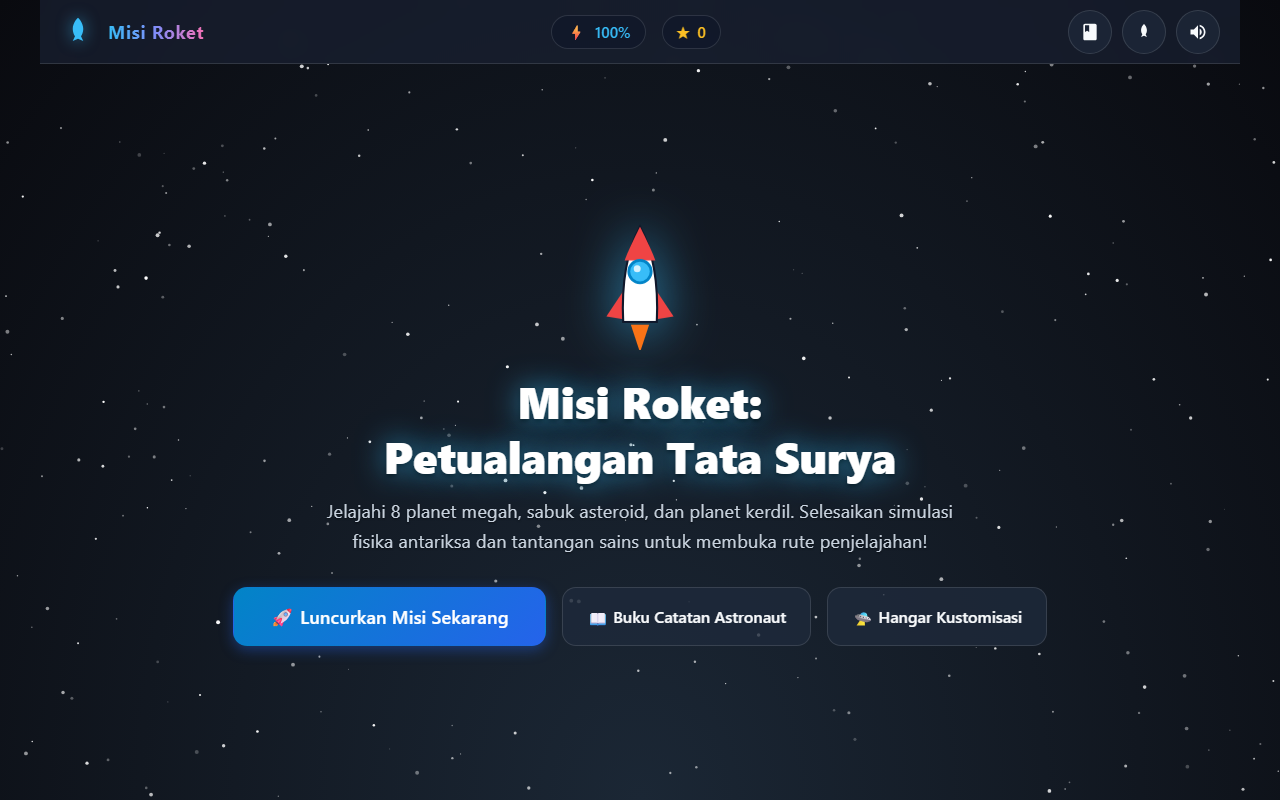 Misi Roket
100%
0
Misi Roket:
Petualangan Tata Surya
Jelajahi 8 planet megah, sabuk asteroid, dan planet kerdil. Selesaikan simulasi
fisika antariksa dan tantangan sains untuk membuka rute penjelajahan!
Luncurkan Misi Sekarang
Buku Catatan Astronaut
Hangar Kustomisasi